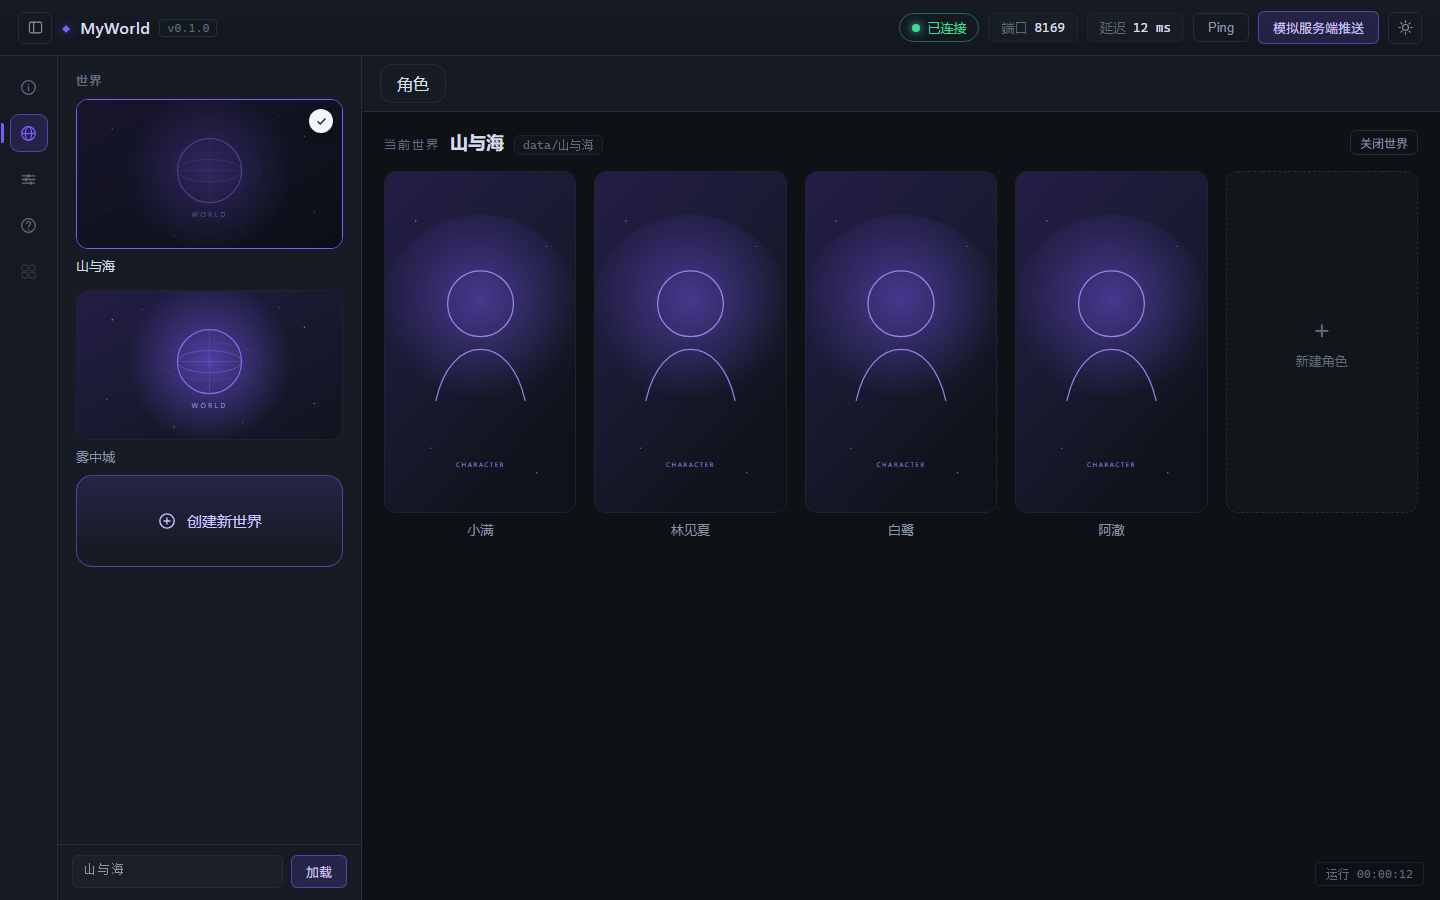 MyWorld v0.1.0
已连接 端口 8169 延迟 12 ms Ping 模拟服务端推送
世界
WORLD
山与海
WORLD
雾中城
创建新世界
山与海 加载
角色
当前世界 山与海 data/山与海 关闭世界
CHARACTER CHARACTER CHARACTER CHARACTER
小满 林见夏 白鹭 阿澈
+
新建角色
运行 00:00:12